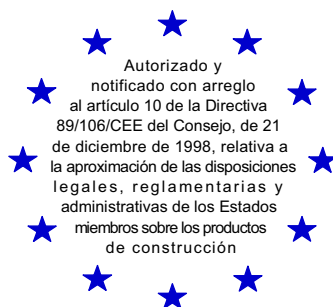 Autorizado y
notificado con arreglo
al artículo 10 de la Directiva
89/106/CEE del Consejo, de 21
de diciembre de 1998, relativa a
la aproximación de las disposiciones
legales, reglamentarias y
administrativas de los Estados
miembros sobre los productos
de construcción